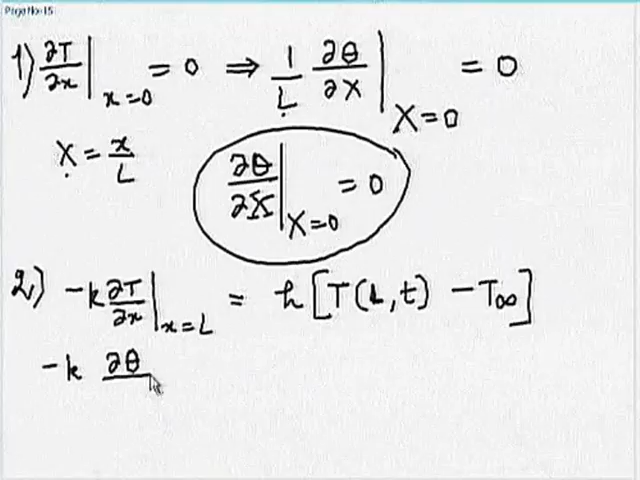 Page No-15
1) ∂T/∂x |x=0 = 0 ⇒ 1/L ∂θ/∂X |X=0 = 0
X = x/L
∂θ/∂X |X=0 = 0
2) -k ∂T/∂x |x=L = h [T(L,t) - T∞]
-k ∂θ